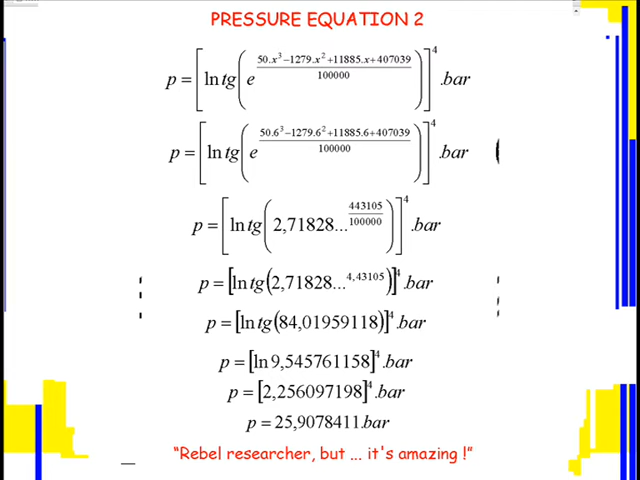 PRESSURE EQUATION 2
p = [ln tg(e^((50.x³−1279.x²+11885.x+407039)/100000))]⁴.bar
p = [ln tg(e^((50.6³−1279.6²+11885.6+407039)/100000))]⁴.bar
p = [ln tg(2,71828...^(443105/100000))]⁴.bar
p = [ln tg(2,71828...^(4,43105))]⁴.bar
p = [ln tg(84,01959118)]⁴.bar
p = [ln 9,545761158]⁴.bar
p = [2,256097198]⁴.bar
p = 25,9078411.bar
“Rebel researcher, but ... it's amazing !”